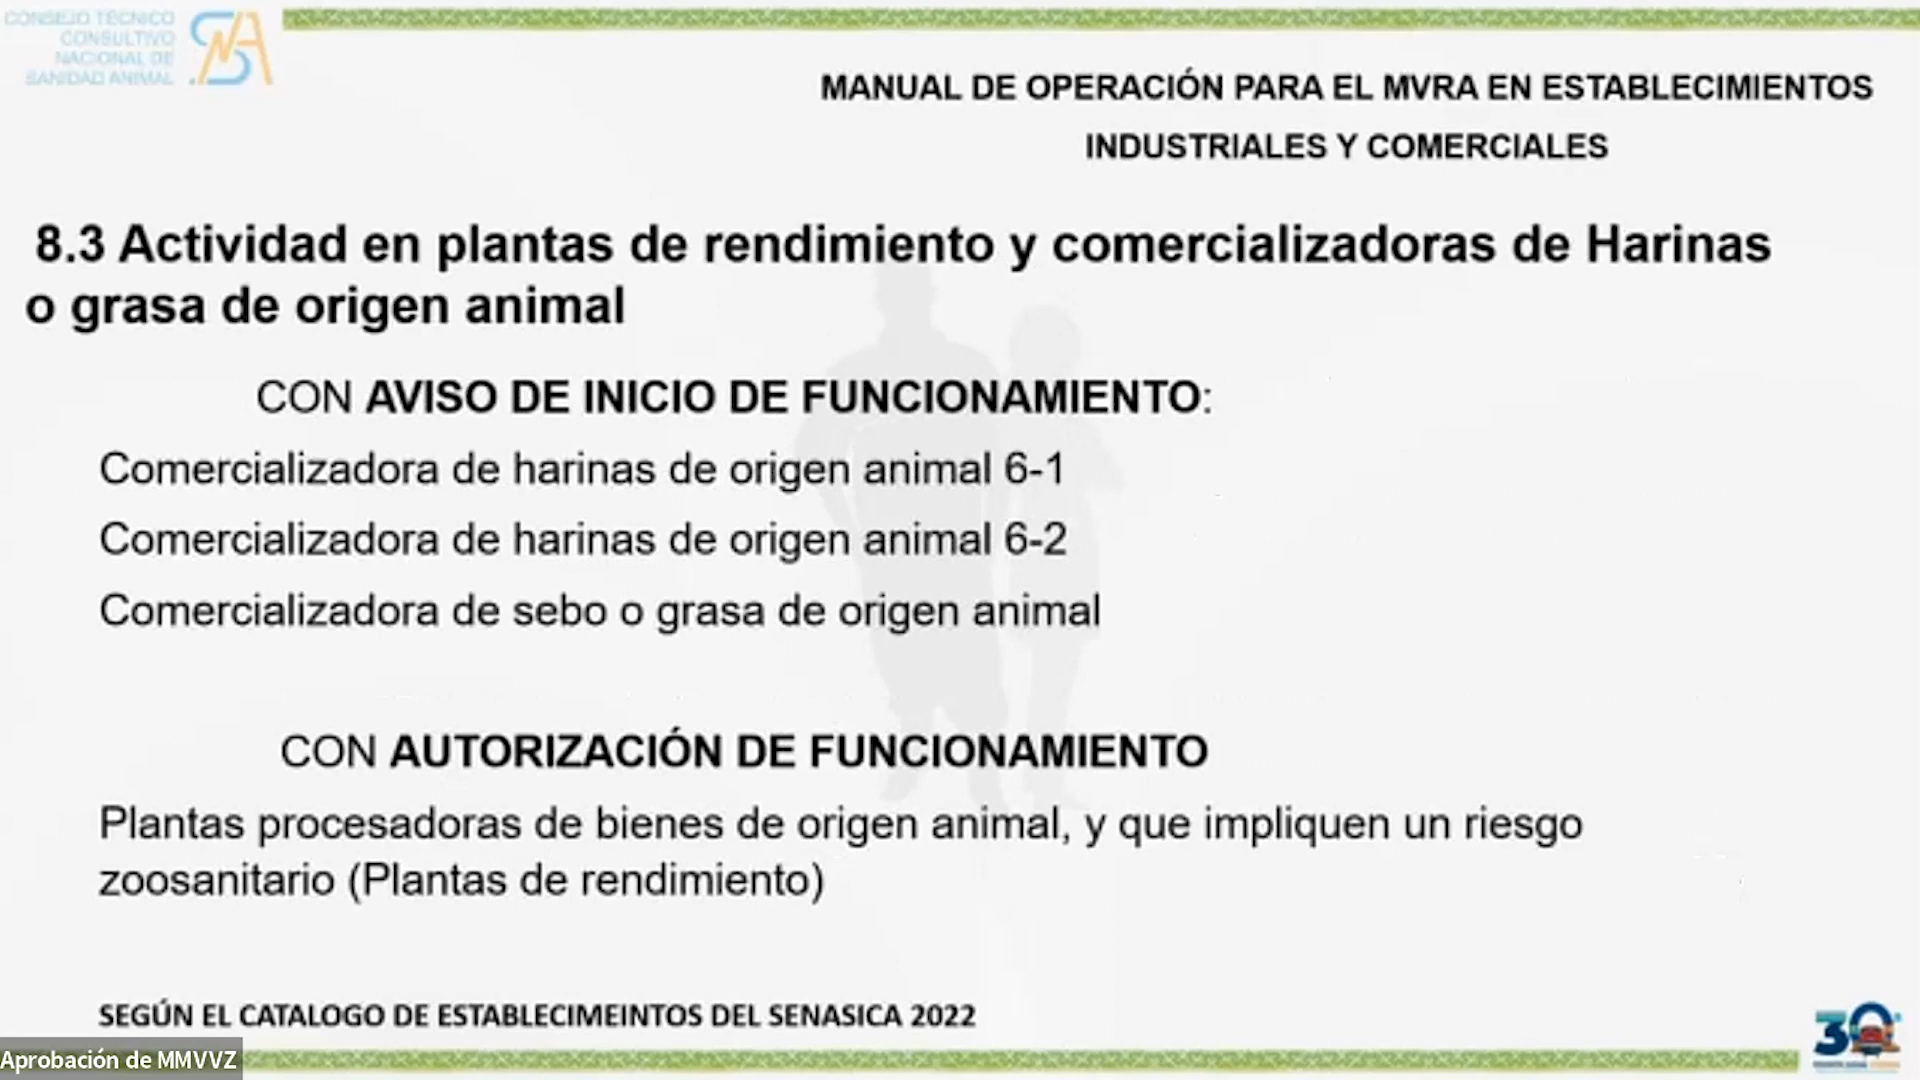 CONSEJO TÉCNICO
CONSULTIVO
NACIONAL DE
SANIDAD ANIMAL
MANUAL DE OPERACIÓN PARA EL MVRA EN ESTABLECIMIENTOS
INDUSTRIALES Y COMERCIALES
8.3 Actividad en plantas de rendimiento y comercializadoras de Harinas
o grasa de origen animal
CON AVISO DE INICIO DE FUNCIONAMIENTO:
Comercializadora de harinas de origen animal 6-1
Comercializadora de harinas de origen animal 6-2
Comercializadora de sebo o grasa de origen animal
CON AUTORIZACIÓN DE FUNCIONAMIENTO
Plantas procesadoras de bienes de origen animal, y que impliquen un riesgo
zoosanitario (Plantas de rendimiento)
SEGÚN EL CATALOGO DE ESTABLECIMEINTOS DEL SENASICA 2022
Aprobación de MMVVZ
30